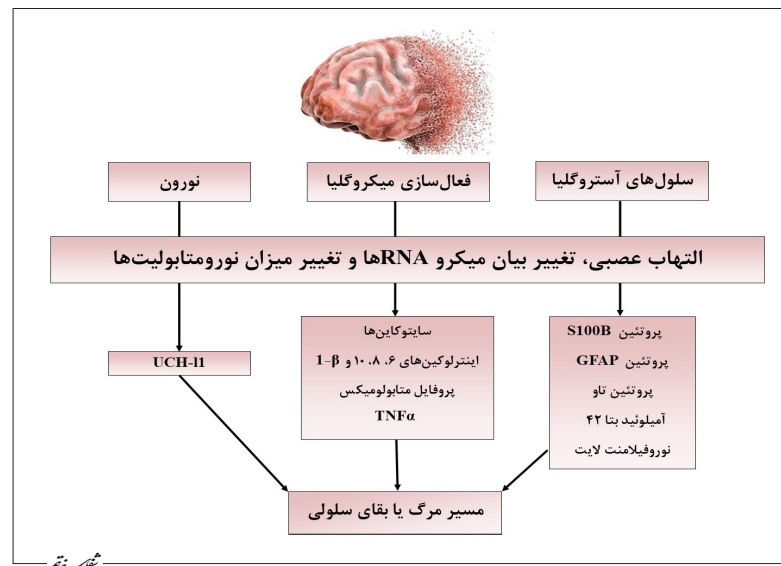 سلول‌های آستروگلیا
فعال‌سازی میکروگلیا
نورون
التهاب عصبی، تغییر بیان میکرو RNAها و تغییر میزان نورومتابولیت‌ها
پروتئین S100B
پروتئین GFAP
پروتئین تاو
آمیلوئید بتا ۴۲
نوروفیلامنت لایت
سایتوکاین‌ها
اینترلوکین‌های ۶، ۸، ۱۰ و 1-β
پروفایل متابولومیکس
TNFα
UCH-l1
مسیر مرگ یا بقای سلولی